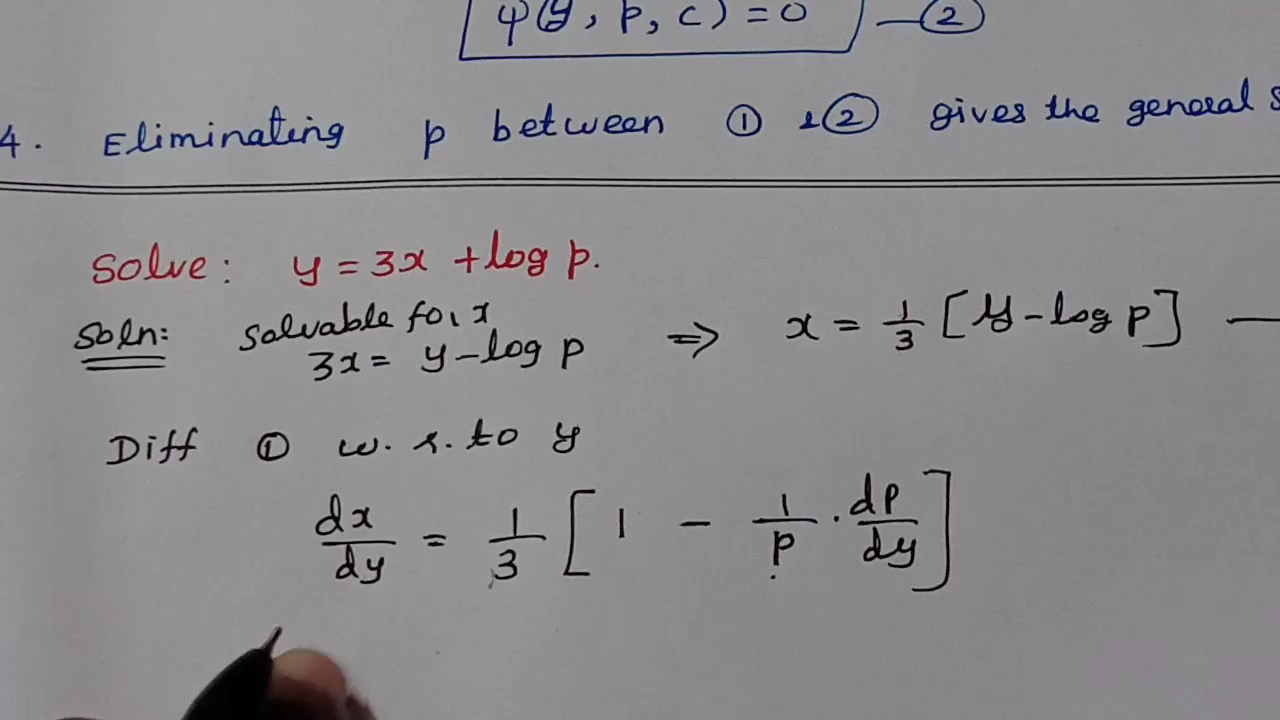 ψ(y, p, c) = 0 — ②
4. Eliminating p between ① & ② gives the general s
Solve: y = 3x + log p.
Soln: Solvable for x
3x = y - log p ⇒ x = 1/3 [y - log p] —
Diff ① w. r. to y
dx/dy = 1/3 [1 - 1/p . dp/dy]